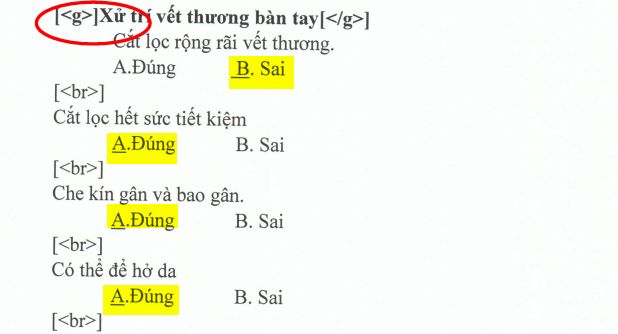 [<g>]Xử trí vết thương bàn tay[</g>]
Cắt lọc rộng rãi vết thương.
A.Đúng B. Sai
[<br>]
Cắt lọc hết sức tiết kiệm
A.Đúng B. Sai
[<br>]
Che kín gân và bao gân.
A.Đúng B. Sai
[<br>]
Có thể để hở da
A.Đúng B. Sai
[<br>]